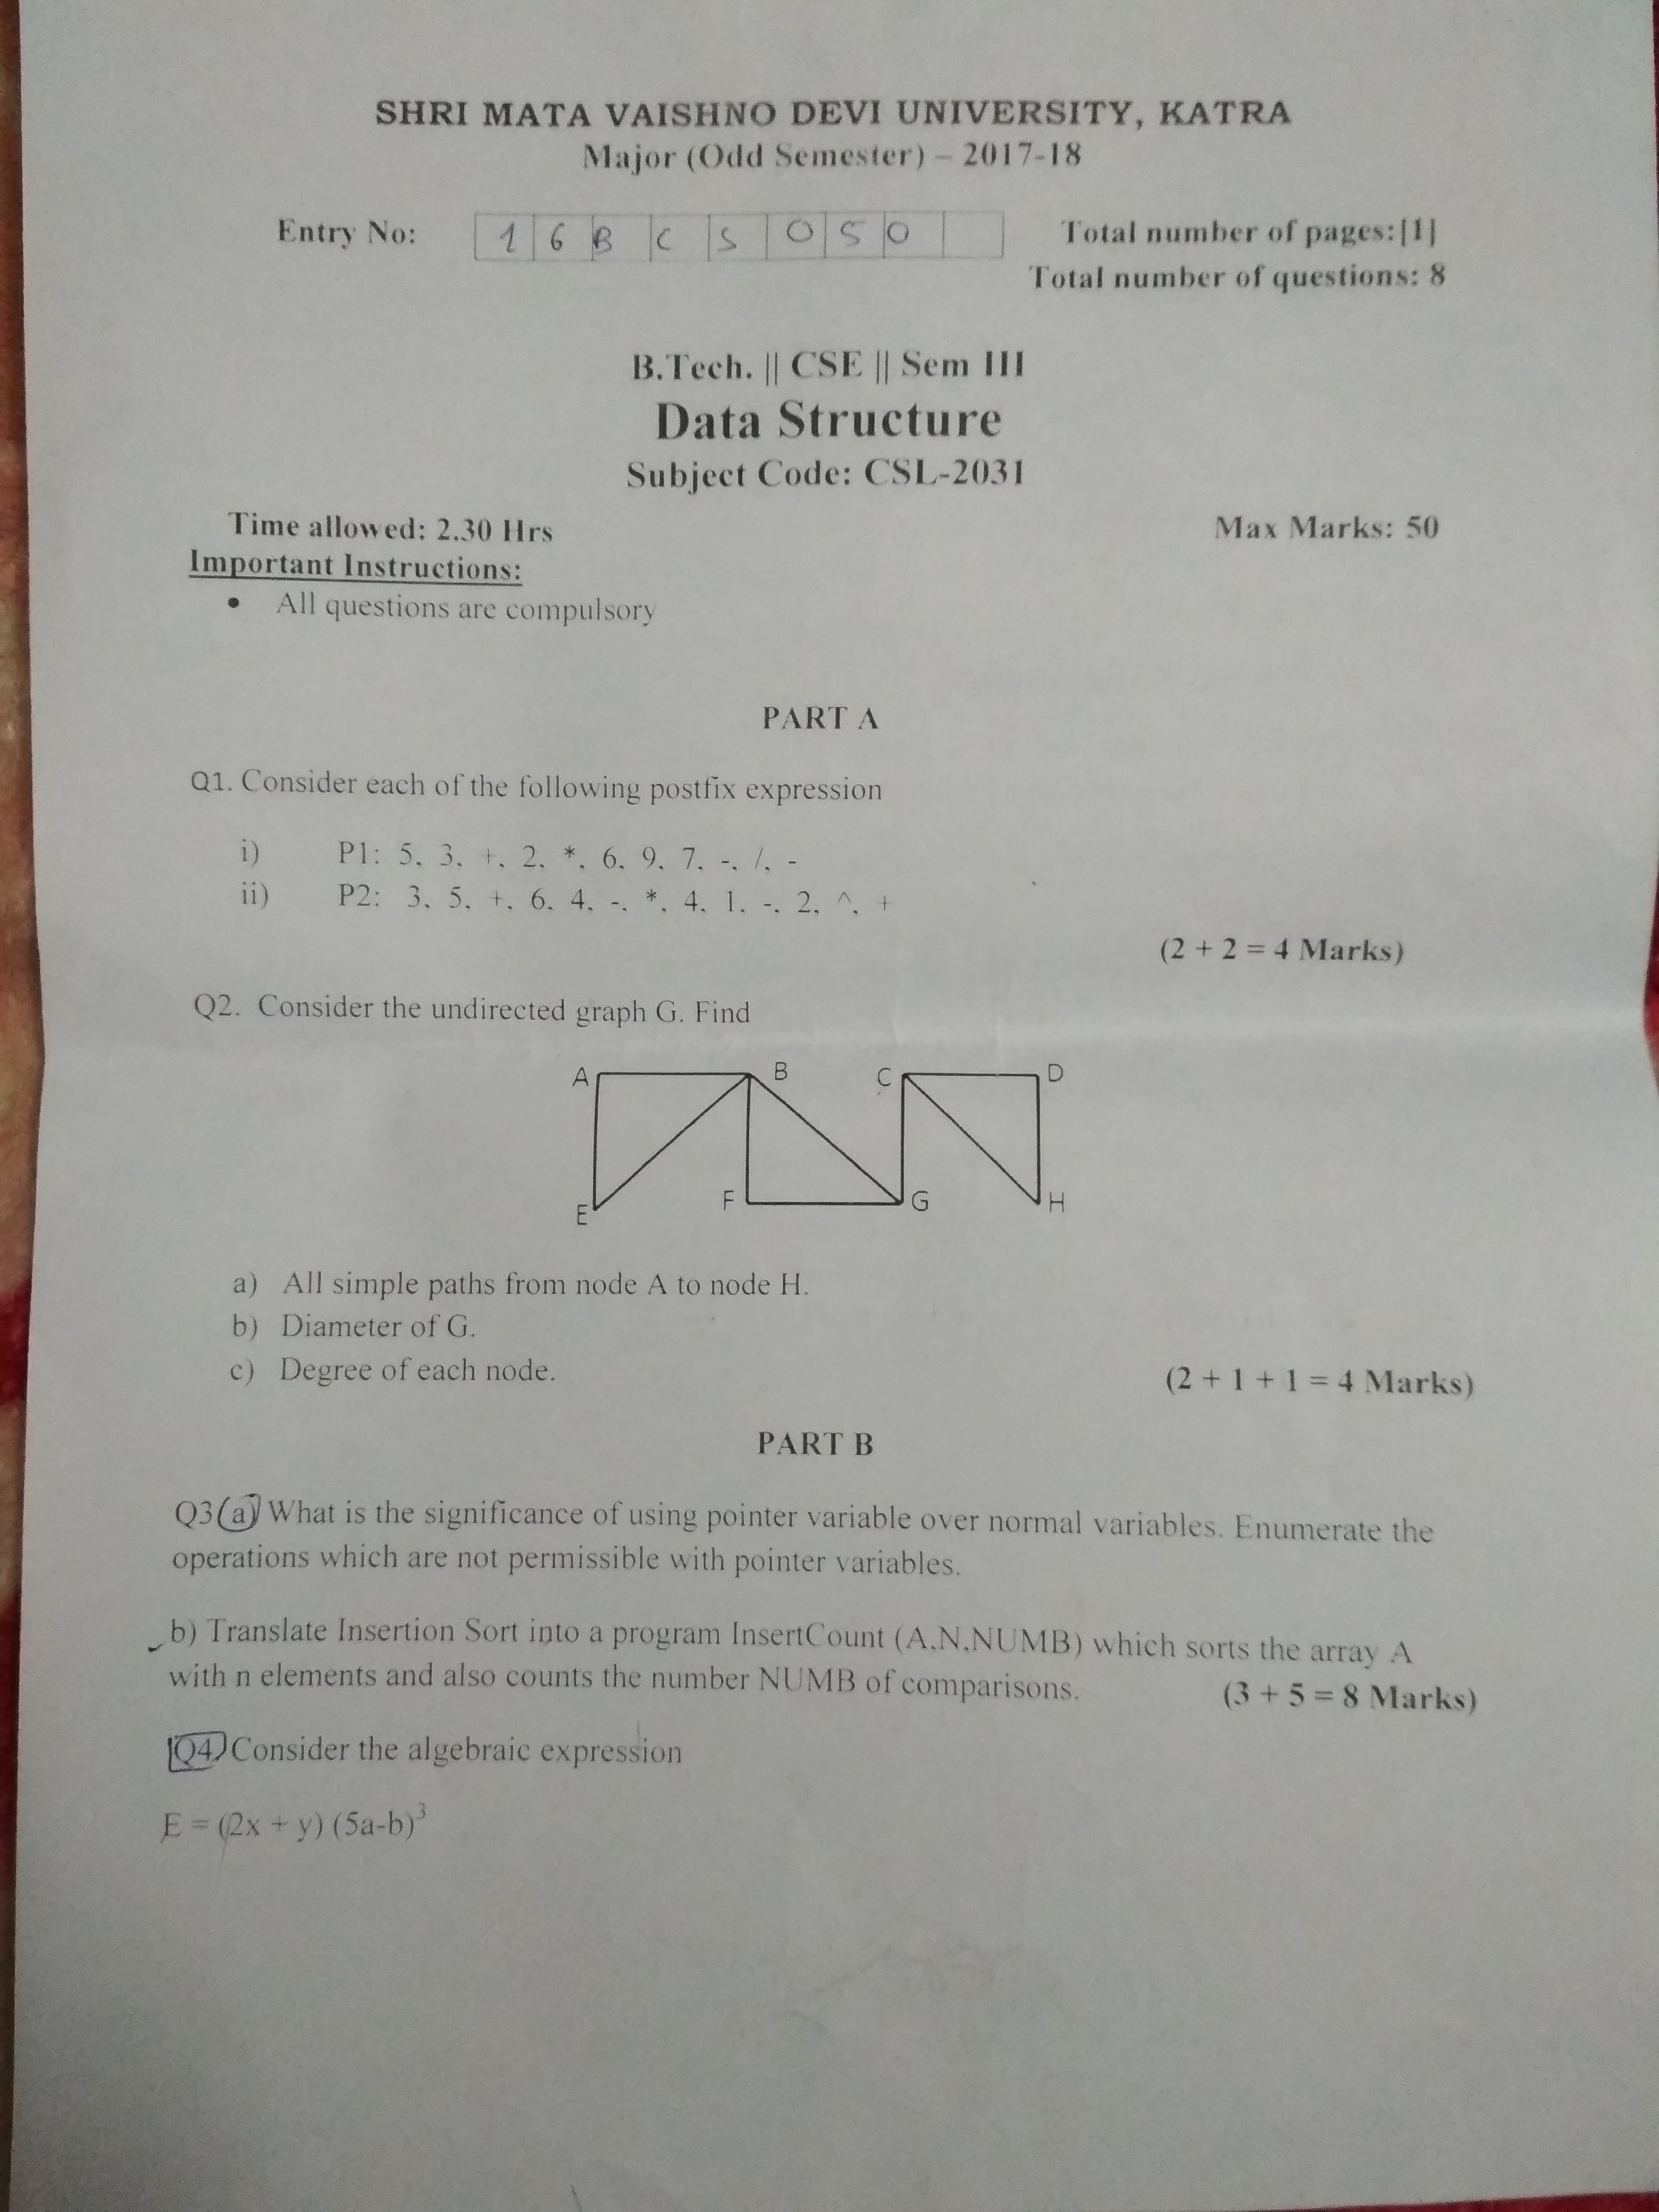 SHRI MATA VAISHNO DEVI UNIVERSITY, KATRA
Major (Odd Semester) – 2017-18
Entry No: 16BCS050 Total number of pages:[1]
Total number of questions: 8
B.Tech. || CSE || Sem III
Data Structure
Subject Code: CSL-2031
Time allowed: 2.30 Hrs Max Marks: 50
Important Instructions:
• All questions are compulsory
PART A
Q1. Consider each of the following postfix expression
i) P1: 5, 3, +, 2, *, 6, 9, 7, -, /, -
ii) P2: 3, 5, +, 6, 4, -, *, 4, 1, -, 2, ^, +
(2 + 2 = 4 Marks)
Q2. Consider the undirected graph G. Find
A B C D
E F G H
a) All simple paths from node A to node H.
b) Diameter of G.
c) Degree of each node.
(2 + 1 + 1 = 4 Marks)
PART B
Q3(a) What is the significance of using pointer variable over normal variables. Enumerate the
operations which are not permissible with pointer variables.
b) Translate Insertion Sort into a program InsertCount (A,N,NUMB) which sorts the array A
with n elements and also counts the number NUMB of comparisons. (3 + 5 = 8 Marks)
Q4) Consider the algebraic expression
E = (2x + y) (5a-b)³